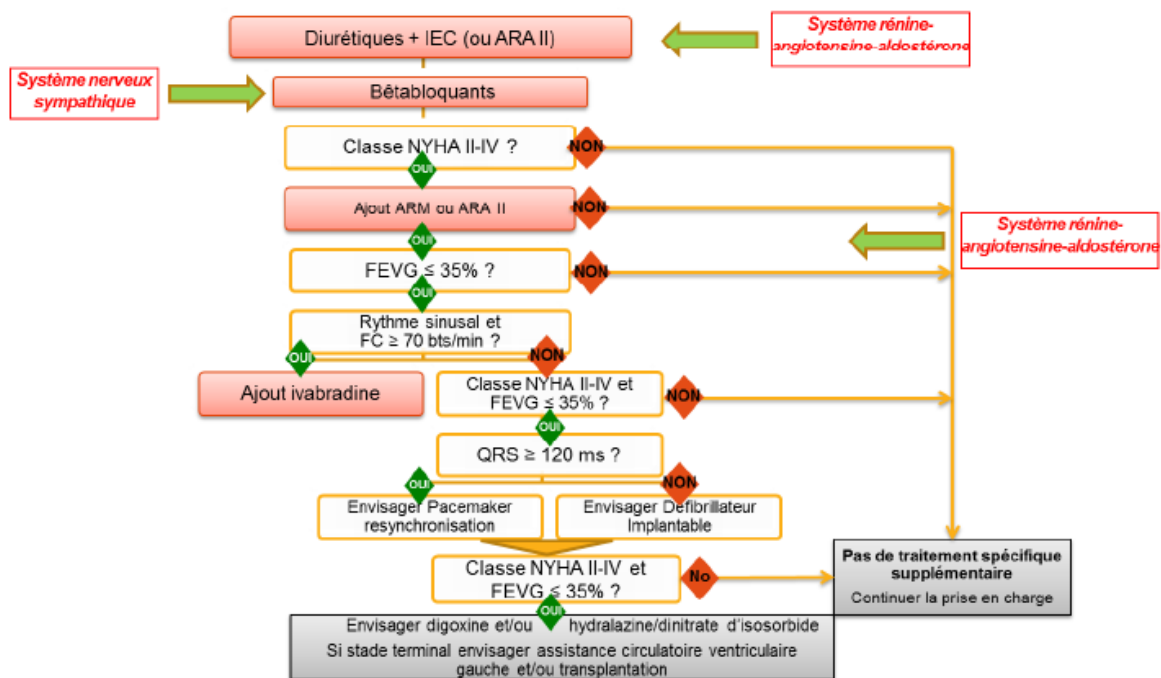 Diurétiques + IEC (ou ARA II)
Système rénine-
angiotensine-aldostérone
Système nerveux
sympathique
Bêtabloquants
Classe NYHA II-IV ?
NON
OUI
Ajout ARM ou ARA II
NON
OUI
Système rénine-
angiotensine-aldostérone
FEVG ≤ 35% ?
NON
OUI
Rythme sinusal et
FC ≥ 70 bts/min ?
OUI
NON
Ajout ivabradine
Classe NYHA II-IV et
FEVG ≤ 35% ?
NON
OUI
QRS ≥ 120 ms ?
OUI
NON
Envisager Pacemaker
resynchronisation
Envisager Défibrillateur
Implantable
Classe NYHA II-IV et
FEVG ≤ 35% ?
No
Pas de traitement spécifique
supplémentaire
Continuer la prise en charge
OUI
Envisager digoxine et/ou hydralazine/dinitrate d'isosorbide
Si stade terminal envisager assistance circulatoire ventriculaire
gauche et/ou transplantation